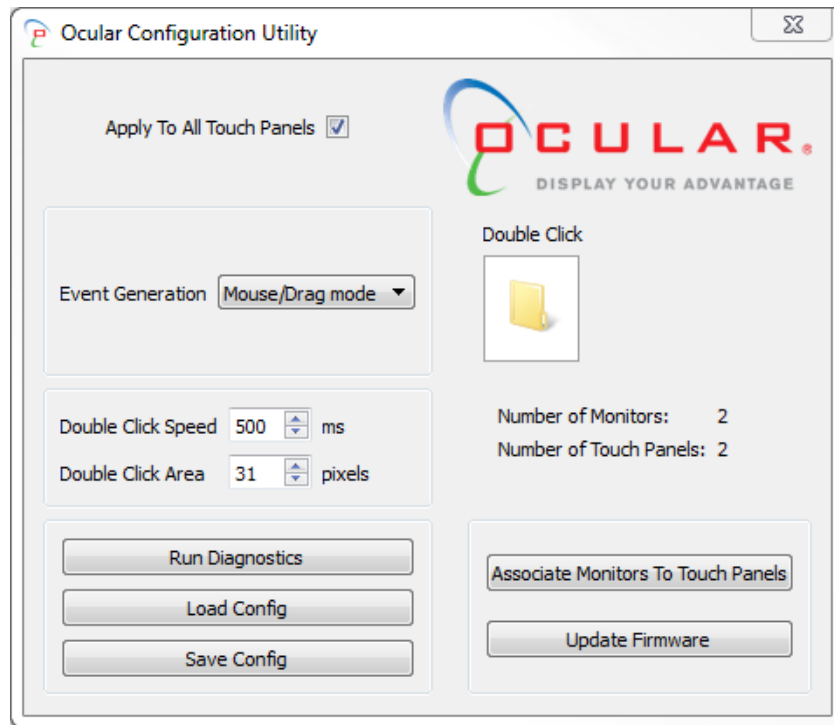 Ocular Configuration Utility
Apply To All Touch Panels
OCULAR®
DISPLAY YOUR ADVANTAGE
Event Generation Mouse/Drag mode
Double Click
Double Click Speed 500 ms
Double Click Area 31 pixels
Number of Monitors: 2
Number of Touch Panels: 2
Run Diagnostics
Load Config
Save Config
Associate Monitors To Touch Panels
Update Firmware